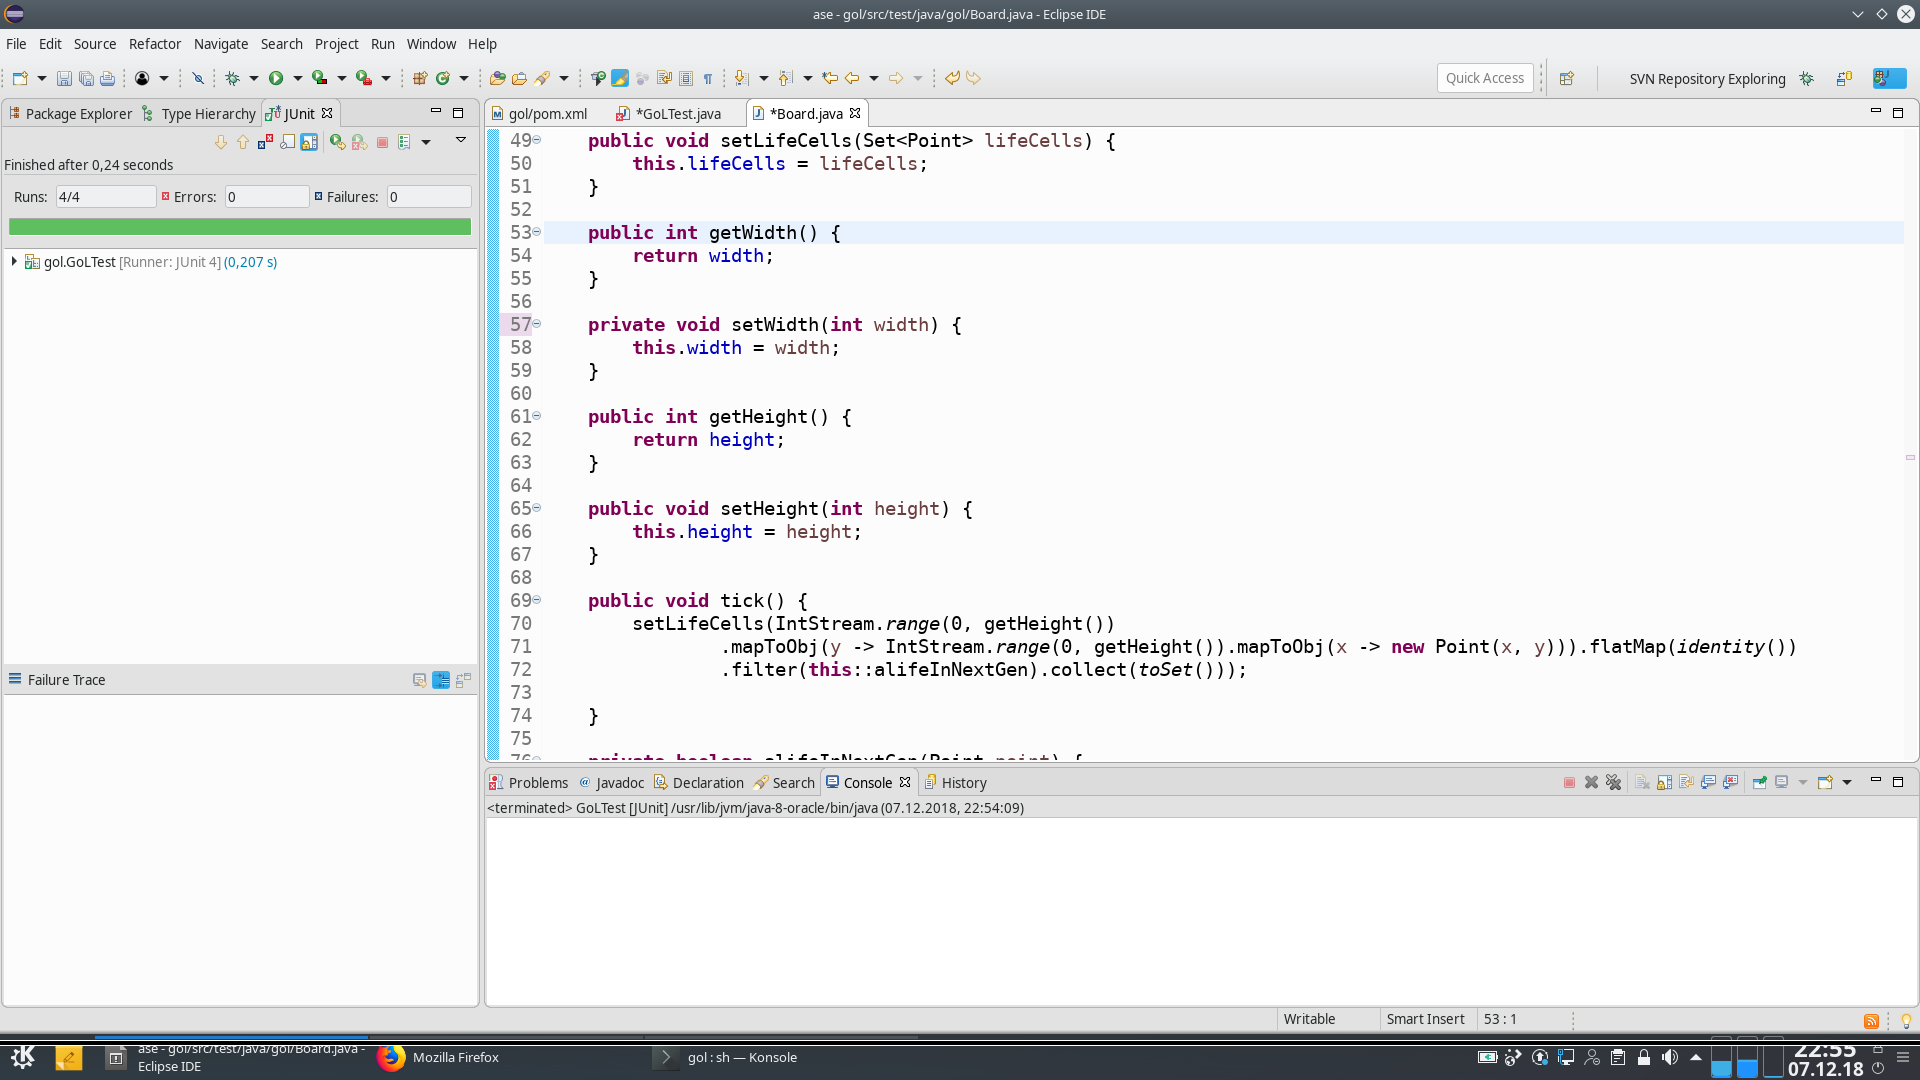 ase - gol/src/test/java/gol/Board.java - Eclipse IDE
File Edit Source Refactor Navigate Search Project Run Window Help
Quick Access
SVN Repository Exploring
Package Explorer Type Hierarchy JUnit
gol/pom.xml *GoLTest.java *Board.java
Finished after 0,24 seconds
Runs: 4/4 Errors: 0 Failures: 0
gol.GoLTest [Runner: JUnit 4] (0,207 s)
Failure Trace
49 public void setLifeCells(Set<Point> lifeCells) {
50 this.lifeCells = lifeCells;
51 }
52
53 public int getWidth() {
54 return width;
55 }
56
57 private void setWidth(int width) {
58 this.width = width;
59 }
60
61 public int getHeight() {
62 return height;
63 }
64
65 public void setHeight(int height) {
66 this.height = height;
67 }
68
69 public void tick() {
70 setLifeCells(IntStream.range(0, getHeight())
71 .mapToObj(y -> IntStream.range(0, getHeight()).mapToObj(x -> new Point(x, y))).flatMap(identity())
72 .filter(this::alifeInNextGen).collect(toSet()));
73
74 }
75
76 private boolean alifeInNextGen(Point point) {
Problems Javadoc Declaration Search Console History
<terminated> GoLTest [JUnit] /usr/lib/jvm/java-8-oracle/bin/java (07.12.2018, 22:54:09)
Writable Smart Insert 53 : 1
ase - gol/src/test/java/gol/Board.java -
Eclipse IDE
Mozilla Firefox
gol : sh — Konsole
22:55
07.12.18